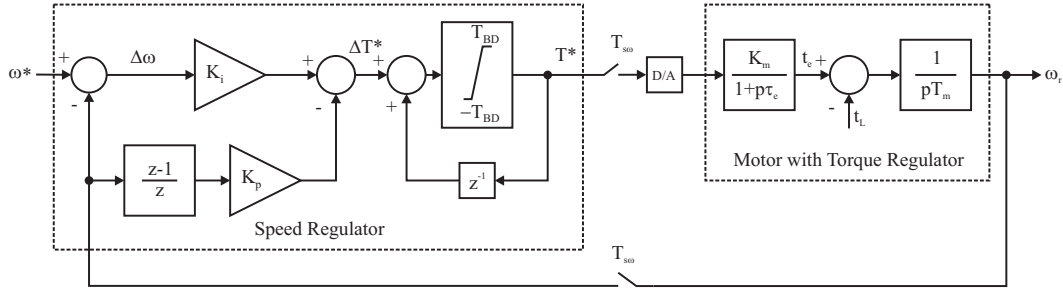 ω*
+
-
Δω
K_i
+
-
ΔT*
+
+
T_BD
−T_BD
T*
T_sω
D/A
K_m
1+pτ_e
t_e
+
-
t_L
1
pT_m
ω_r
z-1
z
K_p
z⁻¹
Speed Regulator
Motor with Torque Regulator
T_sω